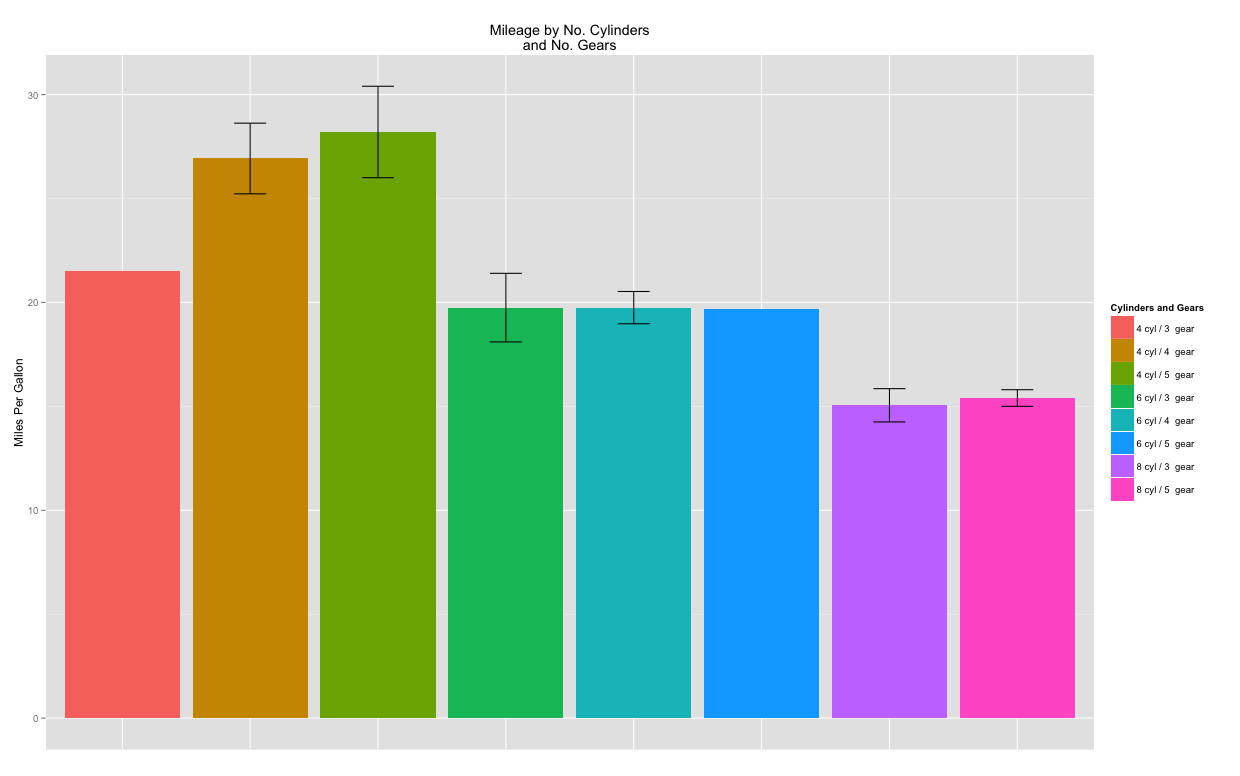 Mileage by No. Cylinders
and No. Gears
Miles Per Gallon
30
20
10
0
Cylinders and Gears
4 cyl / 3  gear
4 cyl / 4  gear
4 cyl / 5  gear
6 cyl / 3  gear
6 cyl / 4  gear
6 cyl / 5  gear
8 cyl / 3  gear
8 cyl / 5  gear